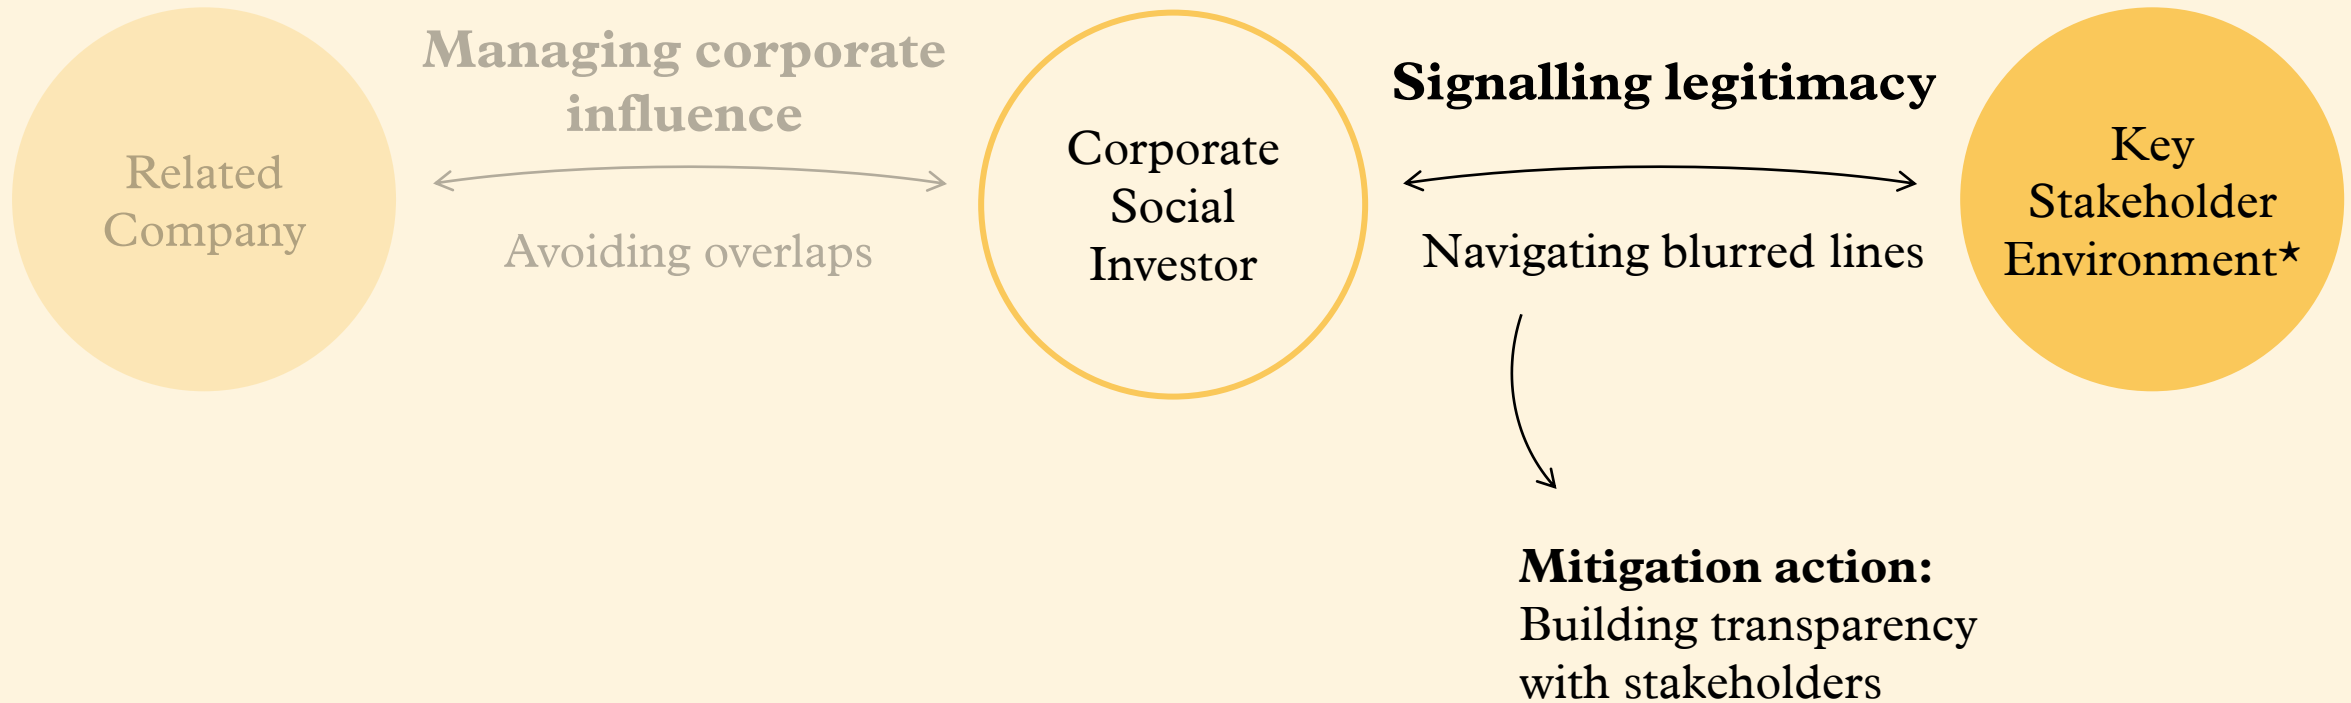 Related
Company
Managing corporate
influence
Avoiding overlaps
Corporate
Social
Investor
Signalling legitimacy
Navigating blurred lines
Key
Stakeholder
Environment★
Mitigation action:
Building transparency
with stakeholders